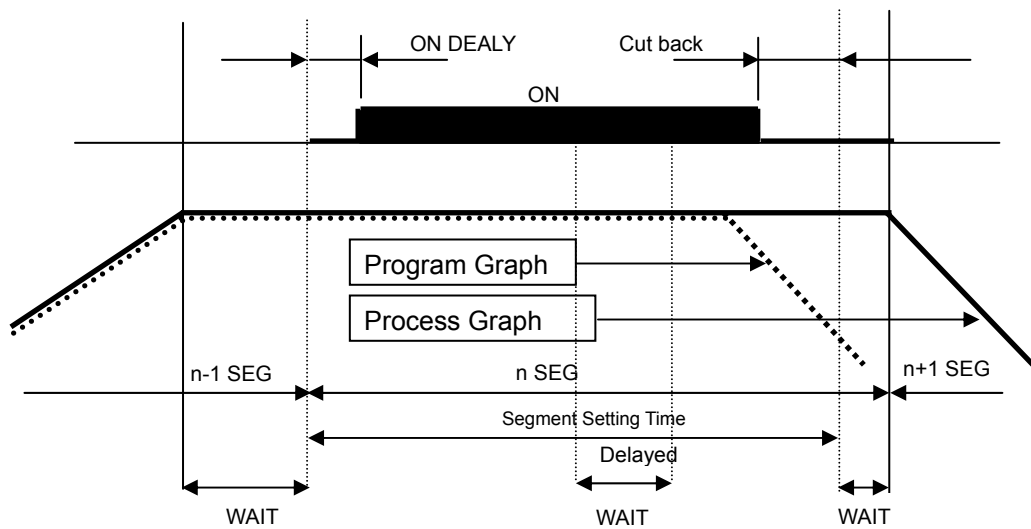 ON DEALY
Cut back
ON
Program Graph
Process Graph
n-1 SEG
n SEG
n+1 SEG
Segment Setting Time
Delayed
WAIT
WAIT
WAIT